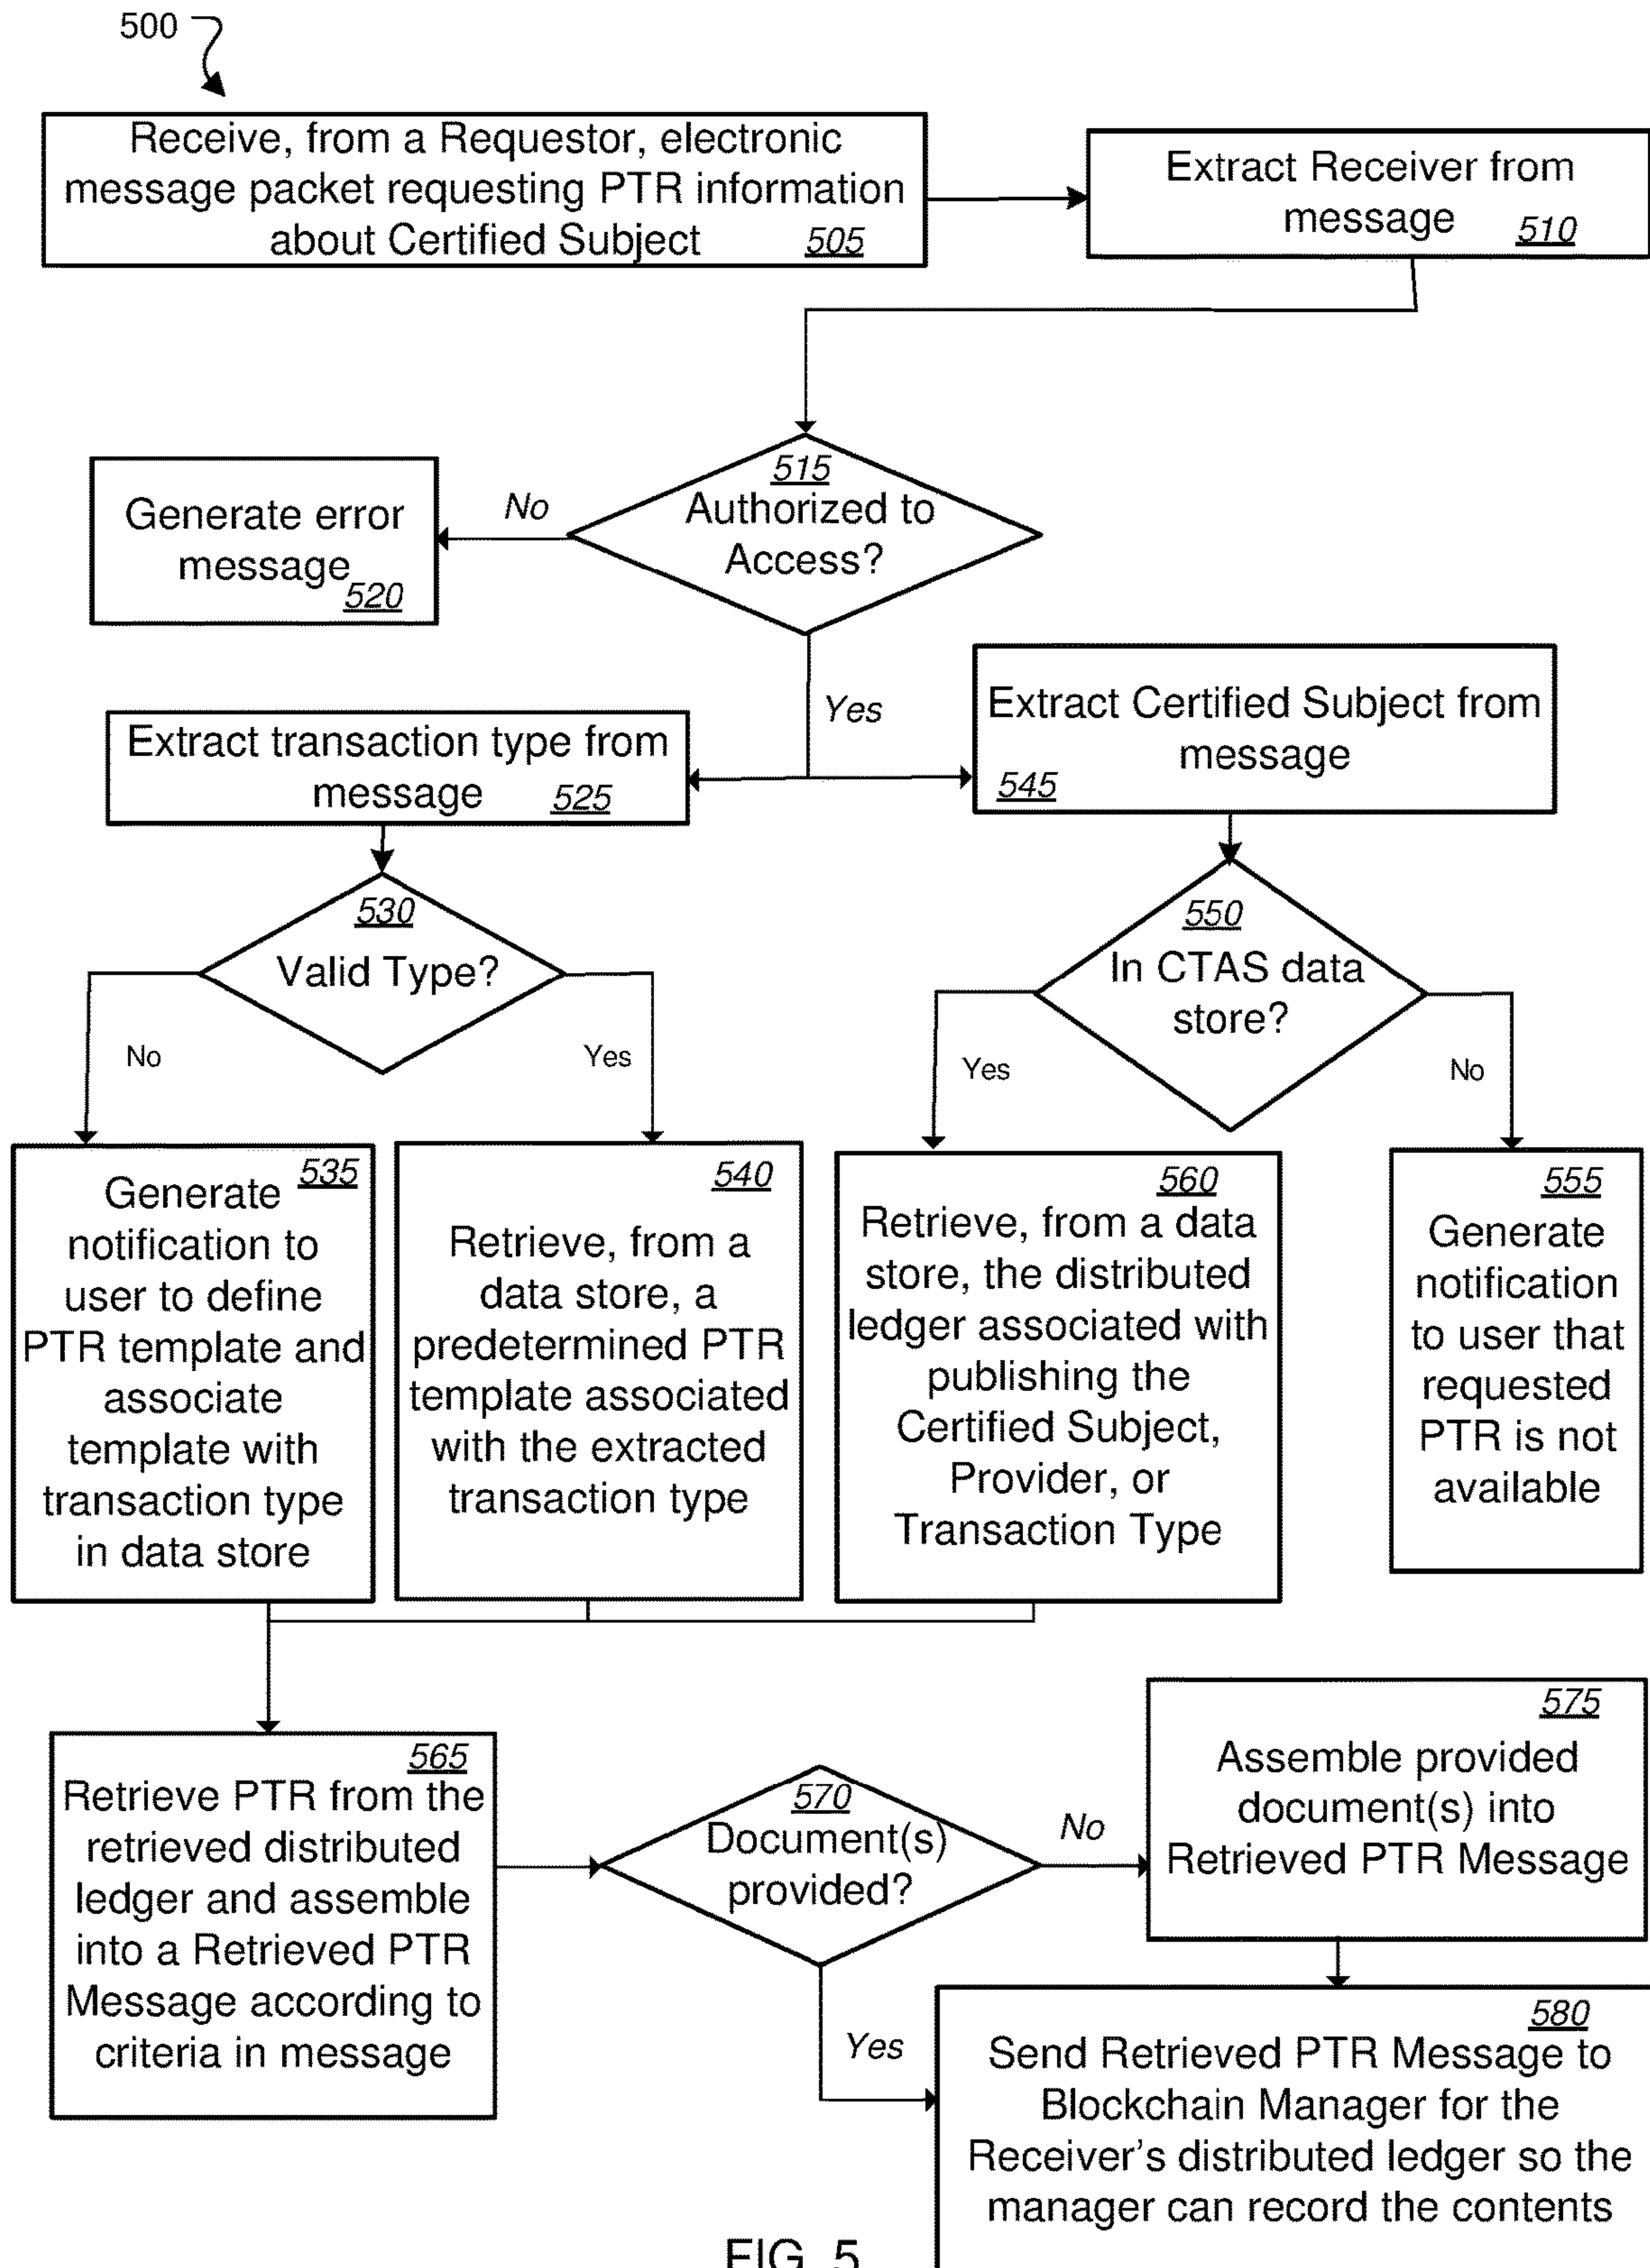 500
Receive, from a Requestor, electronic
message packet requesting PTR information
about Certified Subject 505
Extract Receiver from
message 510
515
Authorized to
Access?
No
Generate error
message 520
Yes
Extract transaction type from
message 525
Extract Certified Subject from
message
545
530
Valid Type?
No
Yes
550
In CTAS data
store?
Yes
No
535
Generate
notification to
user to define
PTR template and
associate
template with
transaction type
in data store
540
Retrieve, from a
data store, a
predetermined PTR
template associated
with the extracted
transaction type
560
Retrieve, from a data
store, the distributed
ledger associated with
publishing the
Certified Subject,
Provider, or
Transaction Type
555
Generate
notification
to user that
requested
PTR is not
available
565
Retrieve PTR from the
retrieved distributed
ledger and assemble
into a Retrieved PTR
Message according to
criteria in message
570
Document(s)
provided?
No
Yes
575
Assemble provided
document(s) into
Retrieved PTR Message
580
Send Retrieved PTR Message to
Blockchain Manager for the
Receiver's distributed ledger so the
manager can record the contents
FIG. 5